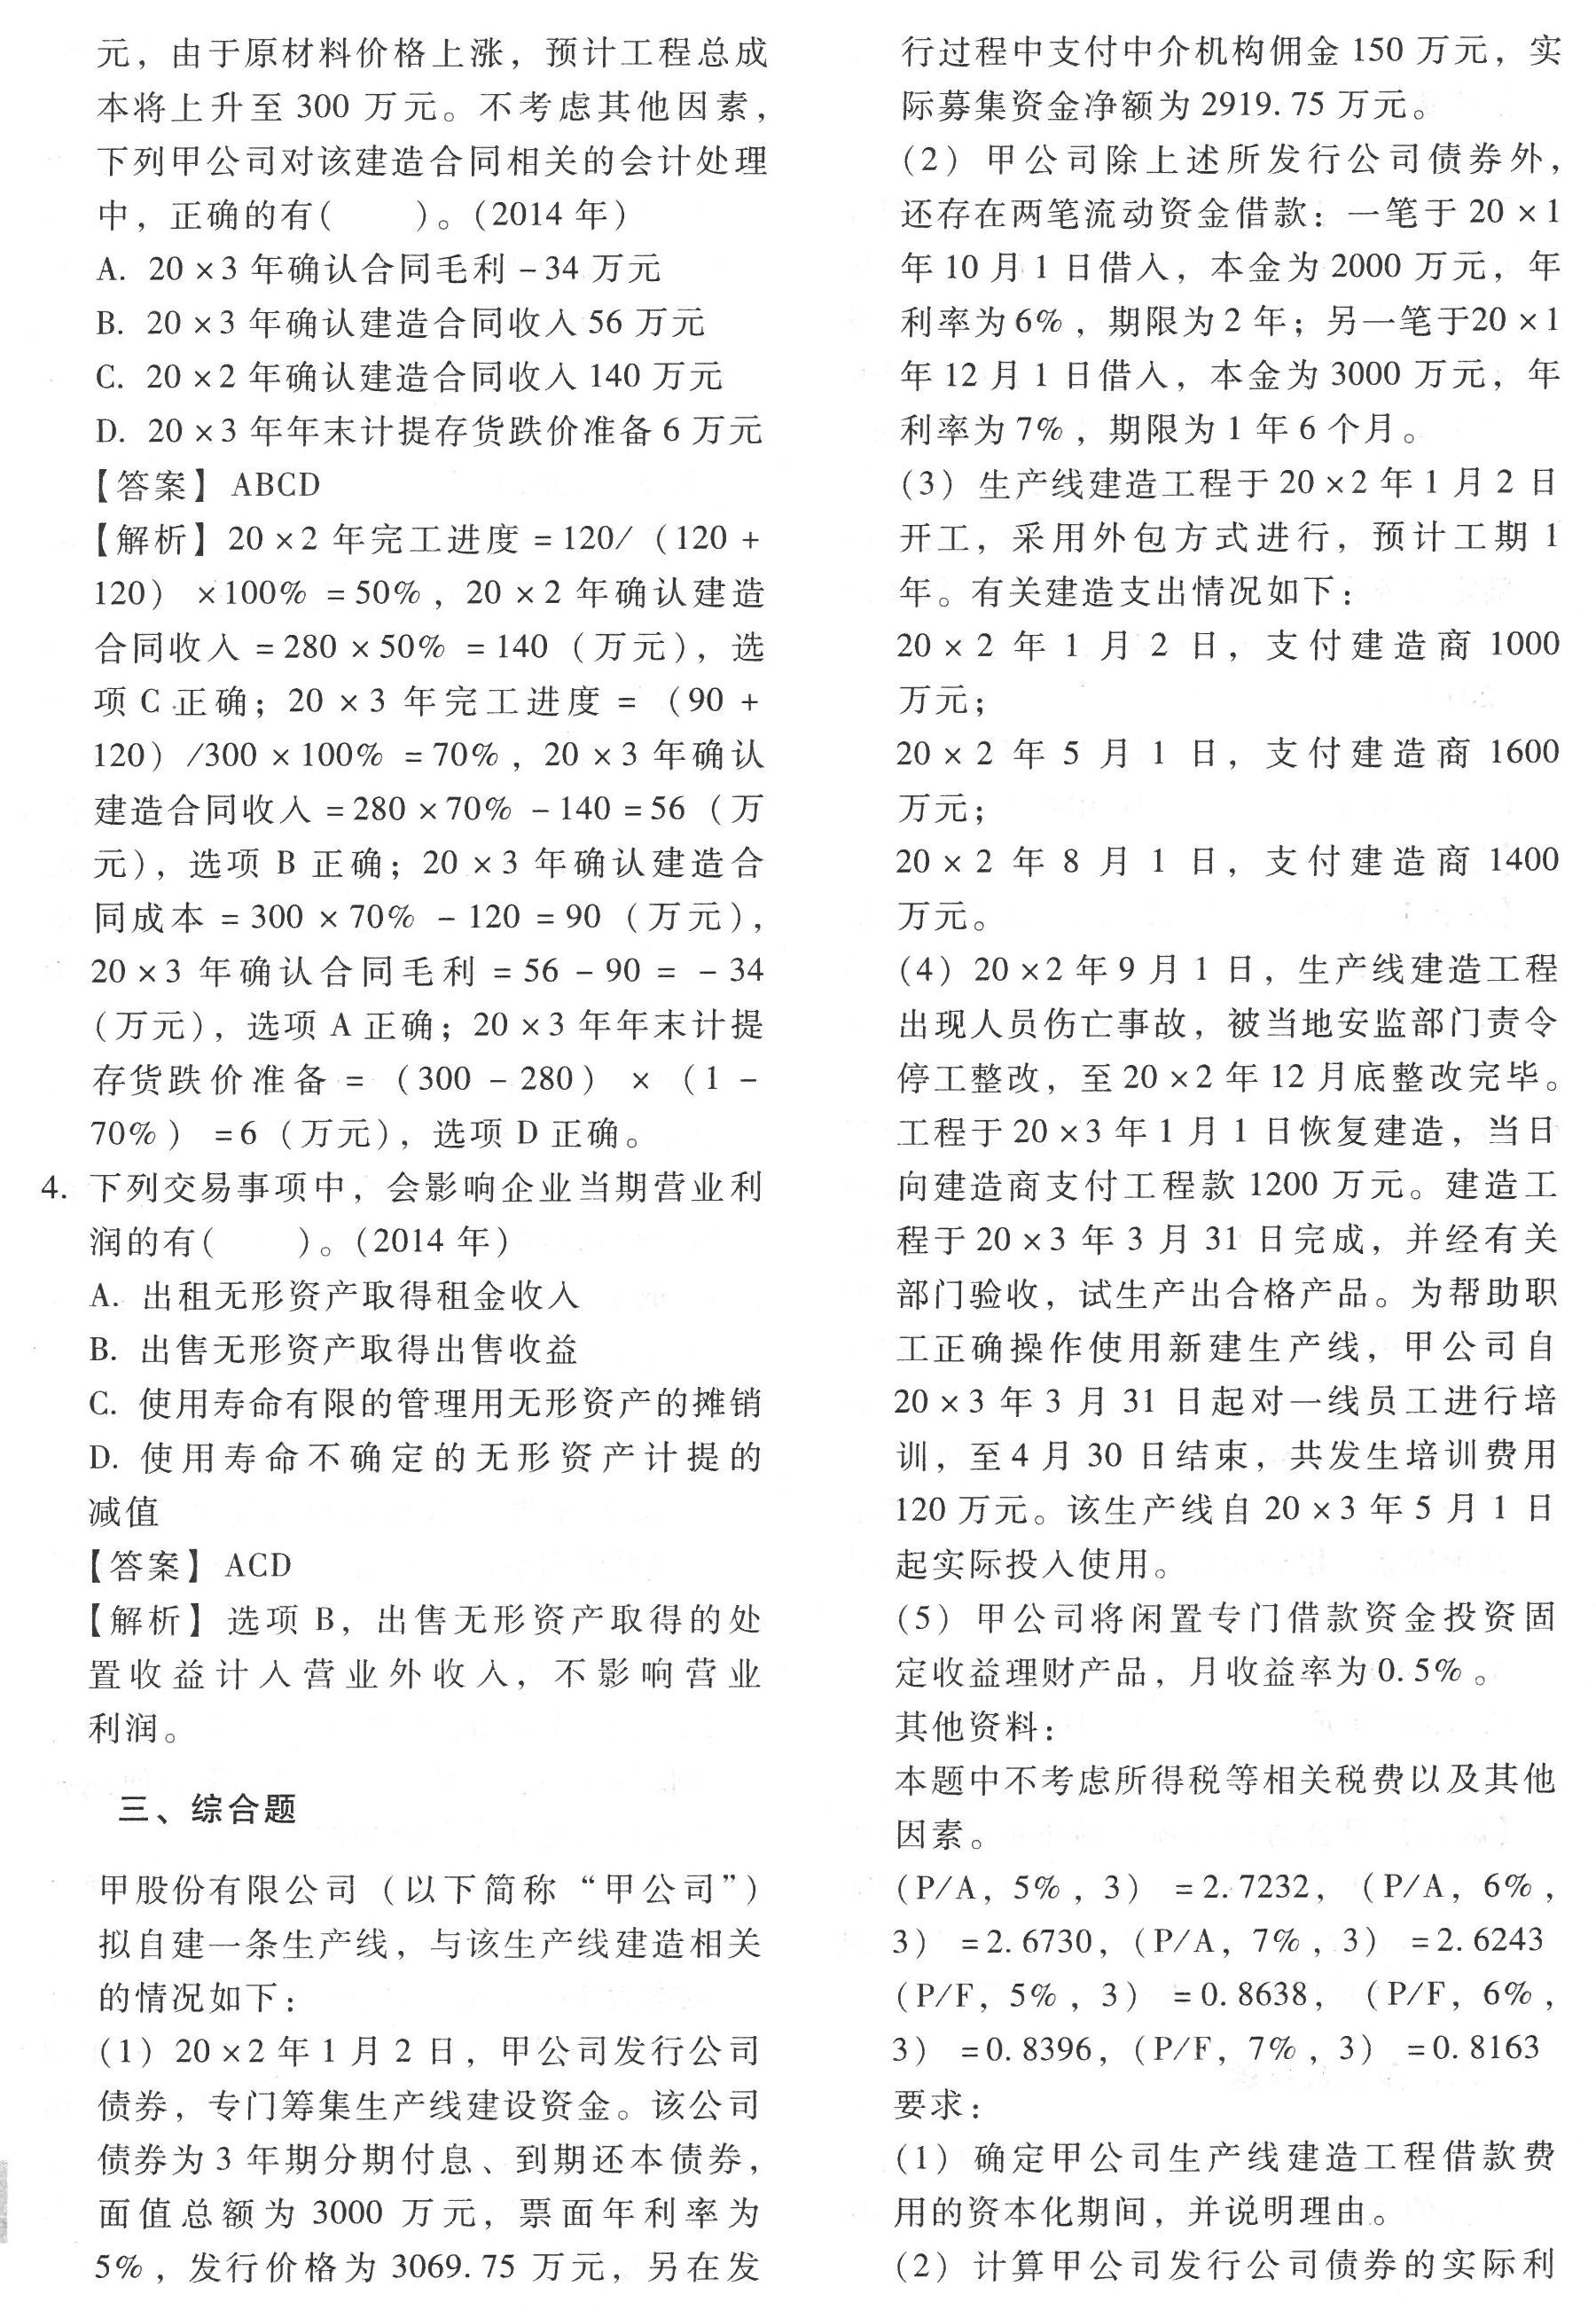 元，由于原材料价格上涨，预计工程总成
本将上升至 300 万元。不考虑其他因素，
下列甲公司对该建造合同相关的会计处理
中，正确的有(　　)。(2014 年)
A. 20×3 年确认合同毛利 -34 万元
B. 20×3 年确认建造合同收入 56 万元
C. 20×2 年确认建造合同收入 140 万元
D. 20×3 年年末计提存货跌价准备 6 万元
【答案】ABCD
【解析】20×2 年完工进度 =120/（120 +
120）×100% =50%，20×2 年确认建造
合同收入 =280×50% =140（万元），选
项 C 正确；20×3 年完工进度 =（90 +
120）/300×100% =70%，20×3 年确认
建造合同收入 =280×70% -140 =56（万
元），选项 B 正确；20×3 年确认建造合
同成本 =300×70% -120 =90（万元），
20×3 年确认合同毛利 =56 -90 = -34
（万元），选项 A 正确；20×3 年年末计提
存货跌价准备 =（300 -280）×（1 -
70%）=6（万元），选项 D 正确。
4. 下列交易事项中，会影响企业当期营业利
润的有(　　)。(2014 年)
A. 出租无形资产取得租金收入
B. 出售无形资产取得出售收益
C. 使用寿命有限的管理用无形资产的摊销
D. 使用寿命不确定的无形资产计提的
减值
【答案】ACD
【解析】选项 B，出售无形资产取得的处
置收益计入营业外收入，不影响营业
利润。
三、综合题
甲股份有限公司（以下简称“甲公司”）
拟自建一条生产线，与该生产线建造相关
的情况如下：
(1) 20×2 年 1 月 2 日，甲公司发行公司
债券，专门筹集生产线建设资金。该公司
债券为 3 年期分期付息、到期还本债券，
面值总额为 3000 万元，票面年利率为
5%，发行价格为 3069.75 万元，另在发
行过程中支付中介机构佣金 150 万元，实
际募集资金净额为 2919.75 万元。
(2) 甲公司除上述所发行公司债券外，
还存在两笔流动资金借款：一笔于 20×1
年 10 月 1 日借入，本金为 2000 万元，年
利率为 6%，期限为 2 年；另一笔于20×1
年 12 月 1 日借入，本金为 3000 万元，年
利率为 7%，期限为 1 年 6 个月。
(3) 生产线建造工程于 20×2 年 1 月 2 日
开工，采用外包方式进行，预计工期 1
年。有关建造支出情况如下：
20×2 年 1 月 2 日，支付建造商 1000
万元；
20×2 年 5 月 1 日，支付建造商 1600
万元；
20×2 年 8 月 1 日，支付建造商 1400
万元。
(4) 20×2 年 9 月 1 日，生产线建造工程
出现人员伤亡事故，被当地安监部门责令
停工整改，至 20×2 年 12 月底整改完毕。
工程于 20×3 年 1 月 1 日恢复建造，当日
向建造商支付工程款 1200 万元。建造工
程于 20×3 年 3 月 31 日完成，并经有关
部门验收，试生产出合格产品。为帮助职
工正确操作使用新建生产线，甲公司自
20×3 年 3 月 31 日起对一线员工进行培
训，至 4 月 30 日结束，共发生培训费用
120 万元。该生产线自 20×3 年 5 月 1 日
起实际投入使用。
(5) 甲公司将闲置专门借款资金投资固
定收益理财产品，月收益率为 0.5%。
其他资料：
本题中不考虑所得税等相关税费以及其他
因素。
(P/A，5%，3) =2.7232，(P/A，6%，
3) =2.6730，(P/A，7%，3) =2.6243
(P/F，5%，3) =0.8638，(P/F，6%，
3) =0.8396，(P/F，7%，3) =0.8163
要求：
(1) 确定甲公司生产线建造工程借款费
用的资本化期间，并说明理由。
(2) 计算甲公司发行公司债券的实际利